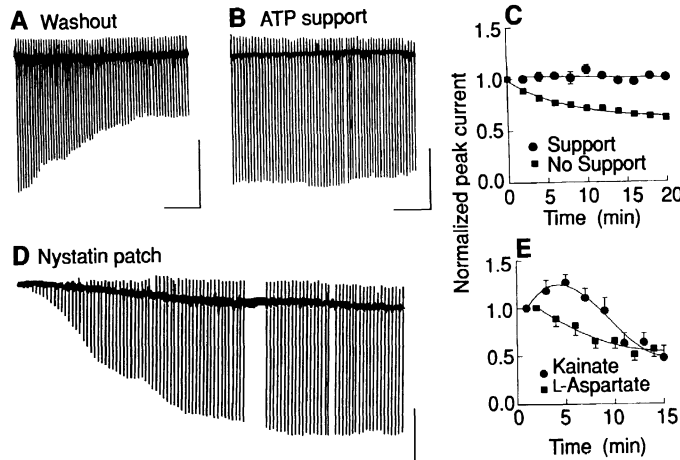 A Washout
B ATP support
C
Normalized peak current
1.5
1.0
0.5
0.0
Support
No Support
0 5 10 15 20
Time (min)
D Nystatin patch
E
1.5
1.0
0.5
0.0
Kainate
L-Aspartate
0 5 10 15
Time (min)